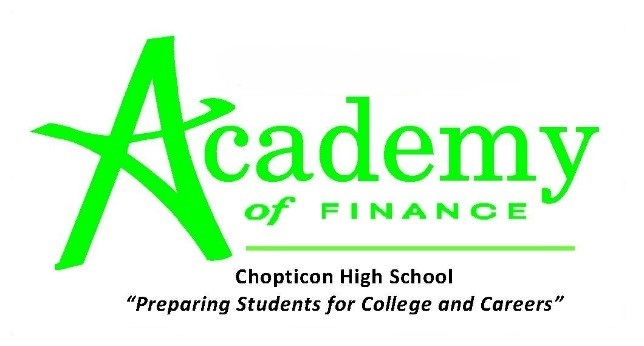 Academy
of FINANCE
Chopticon High School
“Preparing Students for College and Careers”